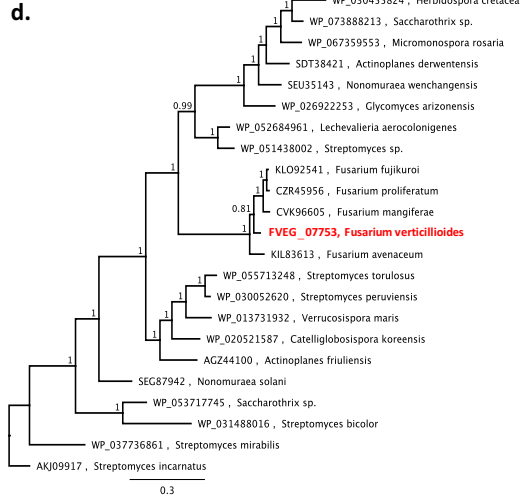 d.
WP_030455824 , Herbidospora cretacea
1
WP_073888213 , Saccharothrix sp.
1
WP_067359553 , Micromonospora rosaria
1
SDT38421 , Actinoplanes derwentensis
1
SEU35143 , Nonomuraea wenchangensis
1
0.99
WP_026922253 , Glycomyces arizonensis
WP_052684961 , Lechevalieria aerocolonigenes
1
WP_051438002 , Streptomyces sp.
1
KLO92541 , Fusarium fujikuroi
1
CZR45956 , Fusarium proliferatum
1
0.81
CVK96605 , Fusarium mangiferae
FVEG_07753, Fusarium verticillioides
1
KIL83613 , Fusarium avenaceum
1
WP_055713248 , Streptomyces torulosus
1
WP_030052620 , Streptomyces peruviensis
1
WP_013731932 , Verrucosispora maris
1
WP_020521587 , Catelliglobosispora koreensis
1
AGZ44100 , Actinoplanes friuliensis
1
SEG87942 , Nonomuraea solani
1
WP_053717745 , Saccharothrix sp.
1
WP_031488016 , Streptomyces bicolor
WP_037736861 , Streptomyces mirabilis
AKJ09917 , Streptomyces incarnatus
0.3